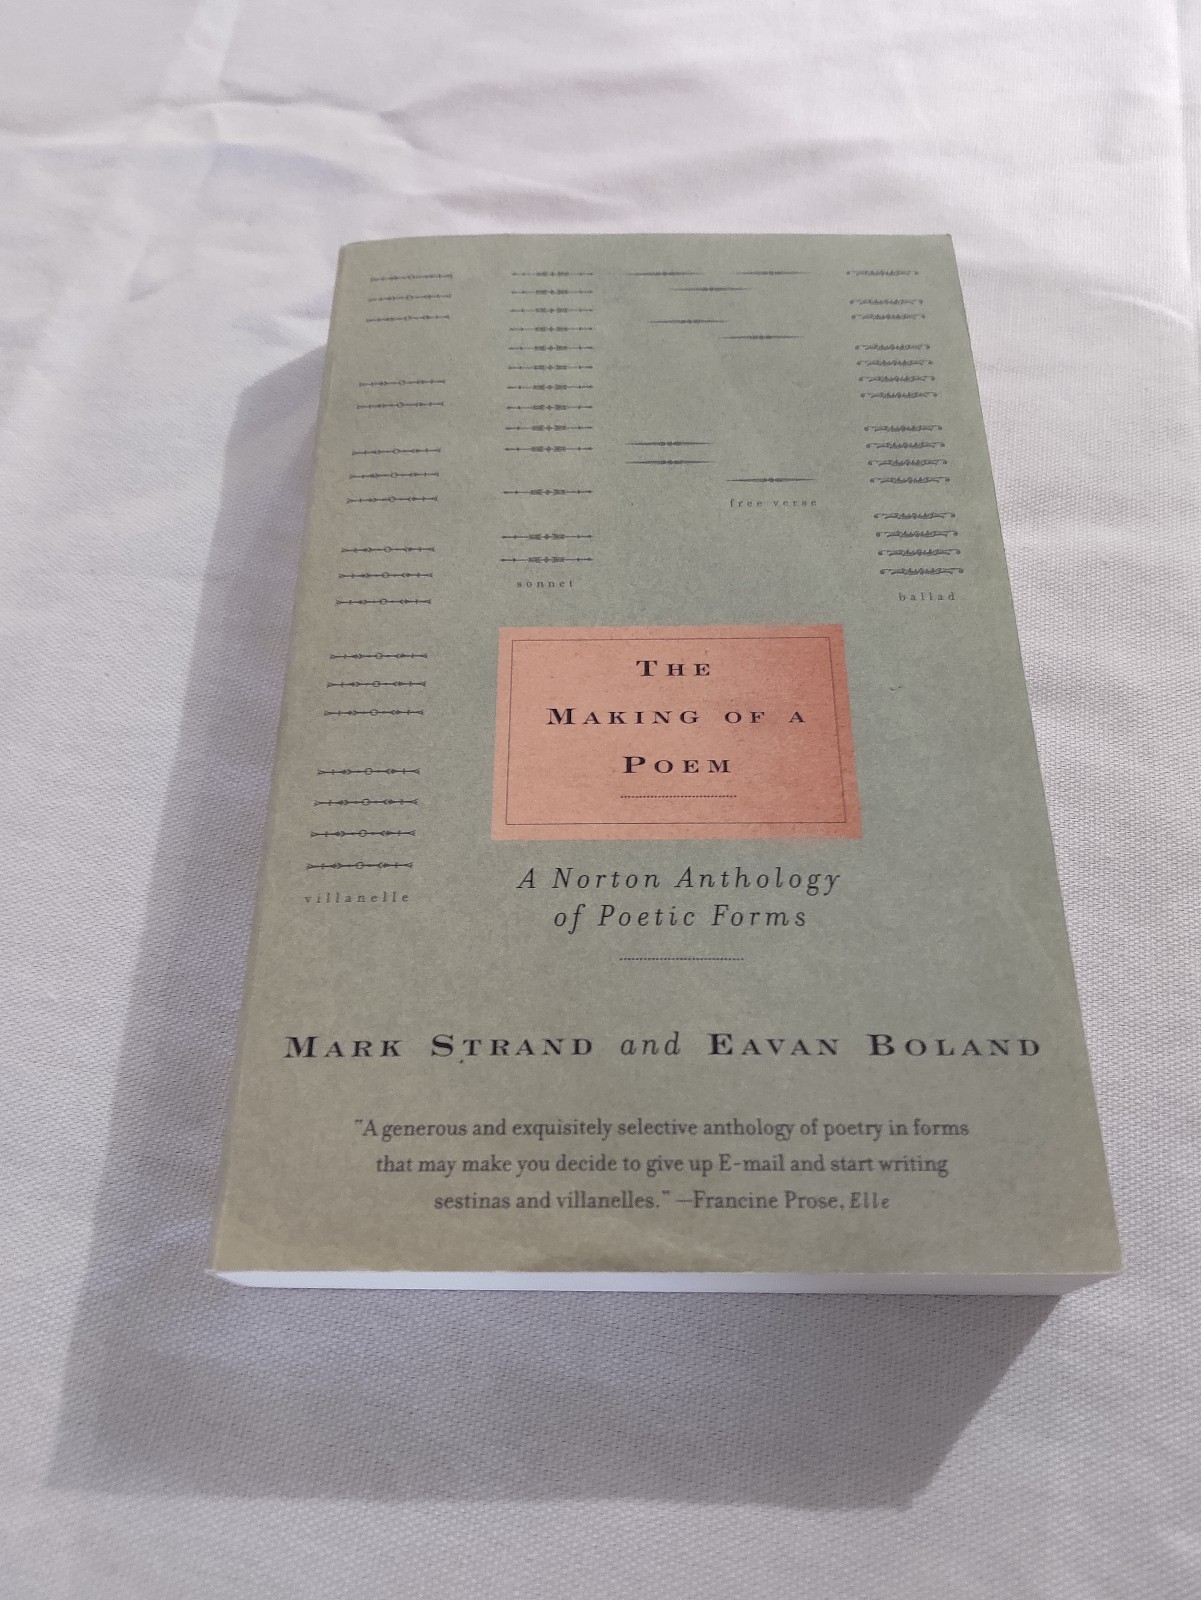 free verse
sonnet
ballad
villanelle
THE
MAKING OF A
POEM
A Norton Anthology
of Poetic Forms
MARK STRAND and EAVAN BOLAND
"A generous and exquisitely selective anthology of poetry in forms
that may make you decide to give up E-mail and start writing
sestinas and villanelles." —Francine Prose, Elle